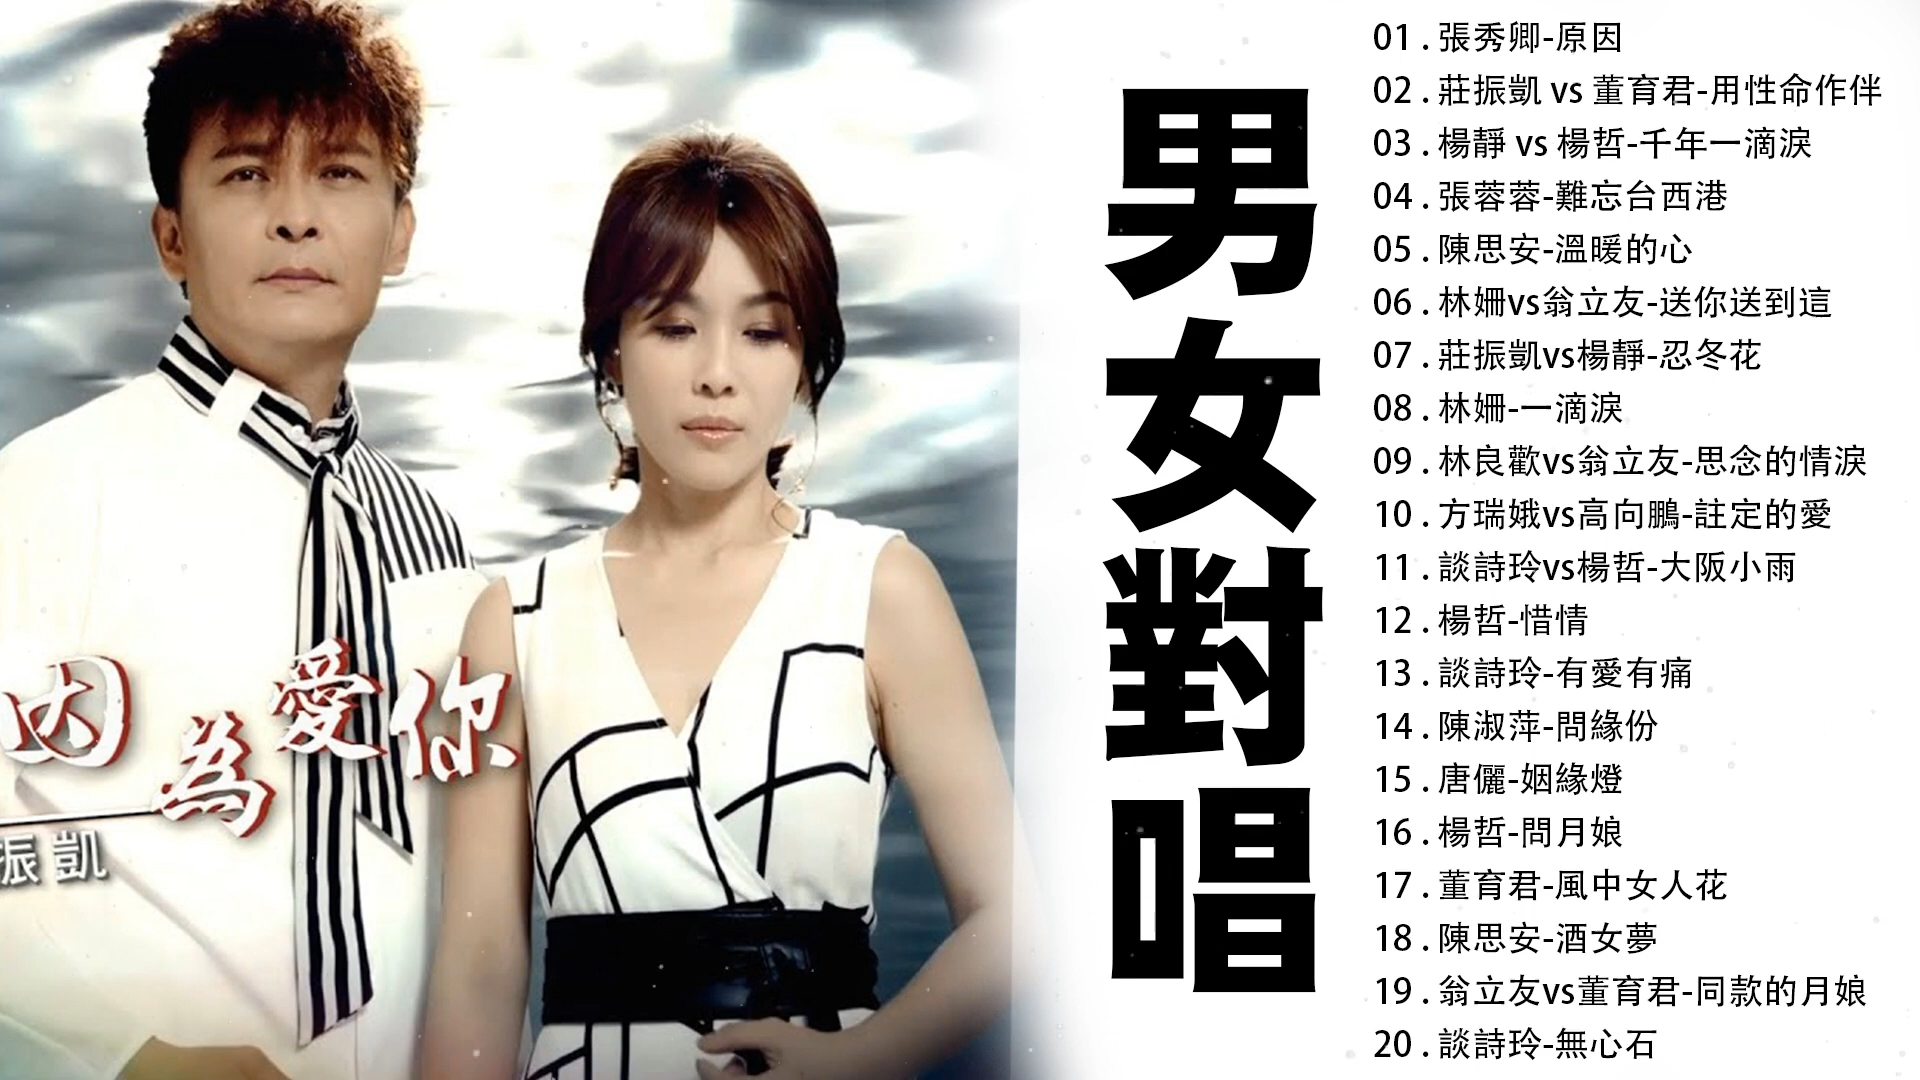 因為愛你
振凱
男女對唱
01 . 張秀卿-原因
02 . 莊振凱 vs 董育君-用性命作伴
03 . 楊靜 vs 楊哲-千年一滴淚
04 . 張蓉蓉-難忘台西港
05 . 陳思安-溫暖的心
06 . 林姍vs翁立友-送你送到這
07 . 莊振凱vs楊靜-忍冬花
08 . 林姍-一滴淚
09 . 林良歡vs翁立友-思念的情淚
10 . 方瑞娥vs高向鵬-註定的愛
11 . 談詩玲vs楊哲-大阪小雨
12 . 楊哲-惜情
13 . 談詩玲-有愛有痛
14 . 陳淑萍-問緣份
15 . 唐儷-姻緣燈
16 . 楊哲-問月娘
17 . 董育君-風中女人花
18 . 陳思安-酒女夢
19 . 翁立友vs董育君-同款的月娘
20 . 談詩玲-無心石